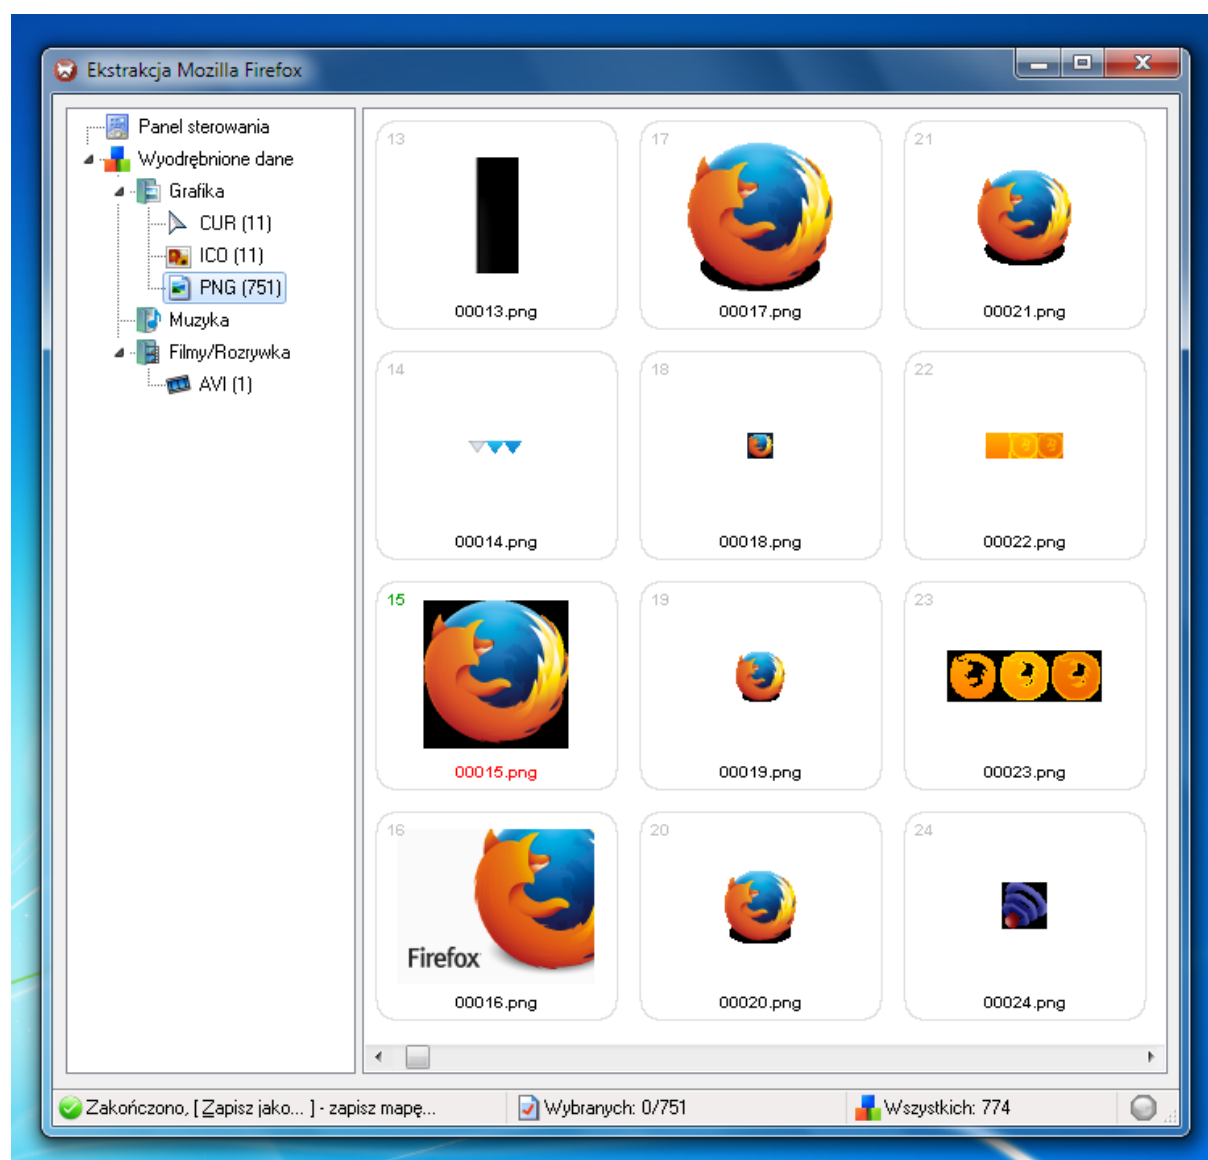 Ekstrakcja Mozilla Firefox
Panel sterowania
Wyodrębnione dane
Grafika
CUR (11)
ICO (11)
PNG (751)
Muzyka
Filmy/Rozrywka
AVI (1)
13
00013.png
17
00017.png
21
00021.png
14
00014.png
18
00018.png
22
00022.png
15
00015.png
19
00019.png
23
00023.png
16
Firefox
00016.png
20
00020.png
24
00024.png
Zakończono, [ Zapisz jako... ] - zapisz mapę...
Wybranych: 0/751
Wszystkich: 774